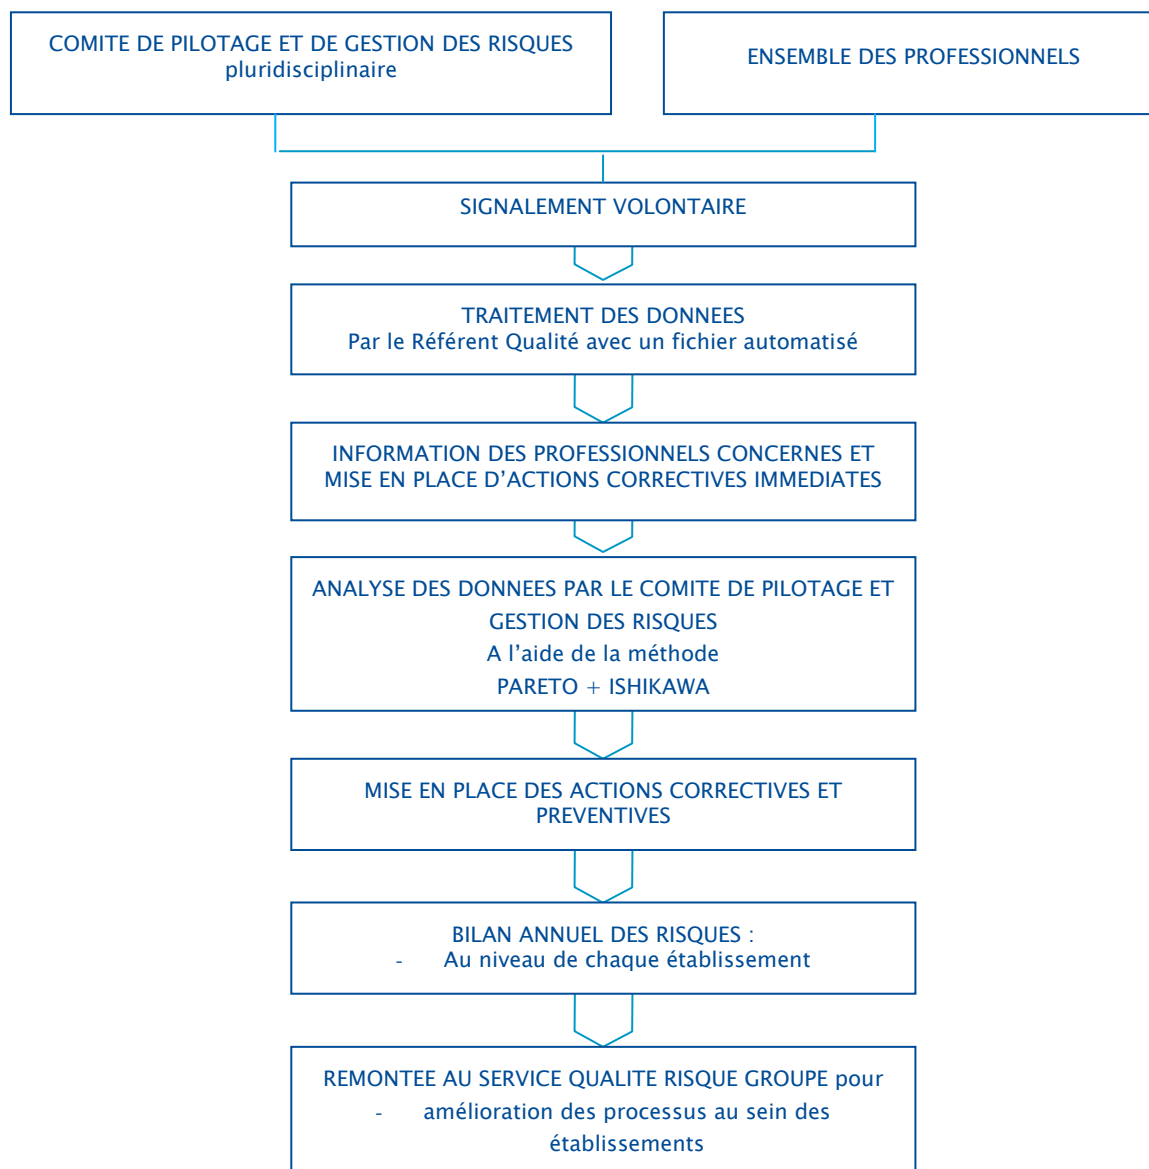 COMITE DE PILOTAGE ET DE GESTION DES RISQUES
pluridisciplinaire
ENSEMBLE DES PROFESSIONNELS
SIGNALEMENT VOLONTAIRE
TRAITEMENT DES DONNEES
Par le Référent Qualité avec un fichier automatisé
INFORMATION DES PROFESSIONNELS CONCERNES ET
MISE EN PLACE D’ACTIONS CORRECTIVES IMMEDIATES
ANALYSE DES DONNEES PAR LE COMITE DE PILOTAGE ET
GESTION DES RISQUES
A l’aide de la méthode
PARETO + ISHIKAWA
MISE EN PLACE DES ACTIONS CORRECTIVES ET
PREVENTIVES
BILAN ANNUEL DES RISQUES :
- Au niveau de chaque établissement
REMONTEE AU SERVICE QUALITE RISQUE GROUPE pour
- amélioration des processus au sein des
établissements